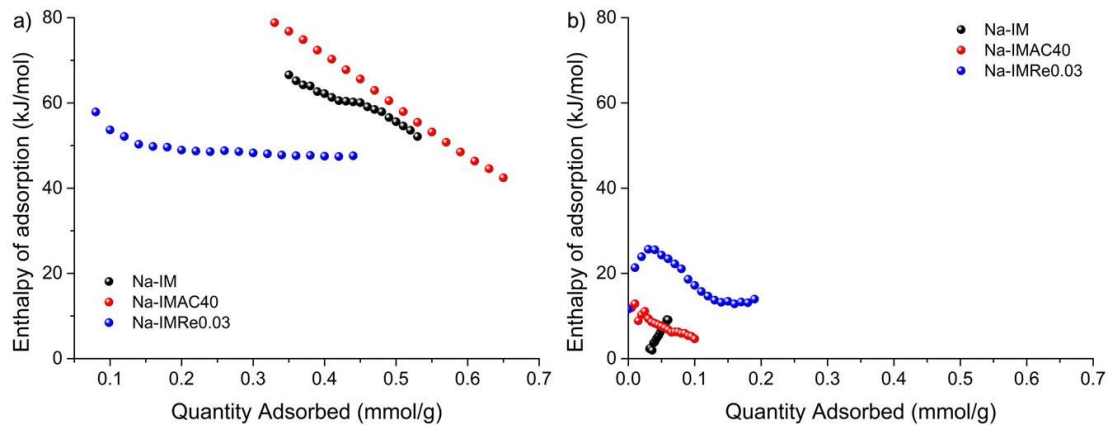 a)
Enthalpy of adsorption (kJ/mol)
80
60
40
20
0
Na-IM
Na-IMAC40
Na-IMRe0.03
0.1 0.2 0.3 0.4 0.5 0.6 0.7
Quantity Adsorbed (mmol/g)
b)
Enthalpy of adsorption (kJ/mol)
80
60
40
20
0
Na-IM
Na-IMAC40
Na-IMRe0.03
0.0 0.1 0.2 0.3 0.4 0.5 0.6 0.7
Quantity Adsorbed (mmol/g)